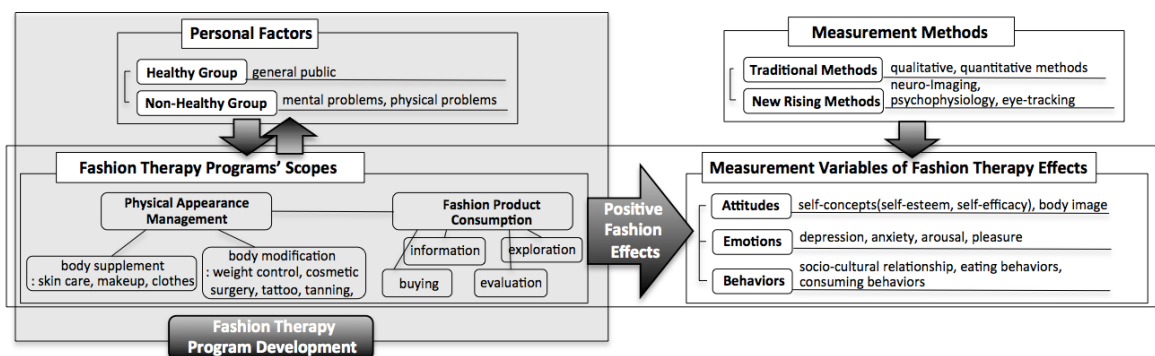 Personal Factors
Healthy Group general public
Non-Healthy Group mental problems, physical problems
Fashion Therapy Programs’ Scopes
Physical Appearance
Management
Fashion Product
Consumption
body supplement
: skin care, makeup, clothes
body modification
: weight control, cosmetic
surgery, tattoo, tanning,
information
exploration
buying
evaluation
Fashion Therapy
Program Development
Positive
Fashion
Effects
Measurement Methods
Traditional Methods qualitative, quantitative methods
New Rising Methods neuro-Imaging,
psychophysiology, eye-tracking
Measurement Variables of Fashion Therapy Effects
Attitudes self-concepts(self-esteem, self-efficacy), body image
Emotions depression, anxiety, arousal, pleasure
Behaviors socio-cultural relationship, eating behaviors,
consuming behaviors